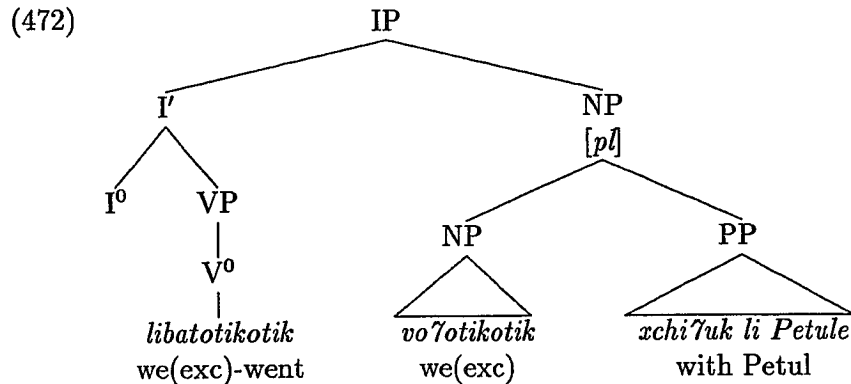 (472) IP
I′ NP
[pl]
I⁰ VP NP PP
V⁰
libatotikotik vo7otikotik xchi7uk li Petule
we(exc)-went we(exc) with Petul